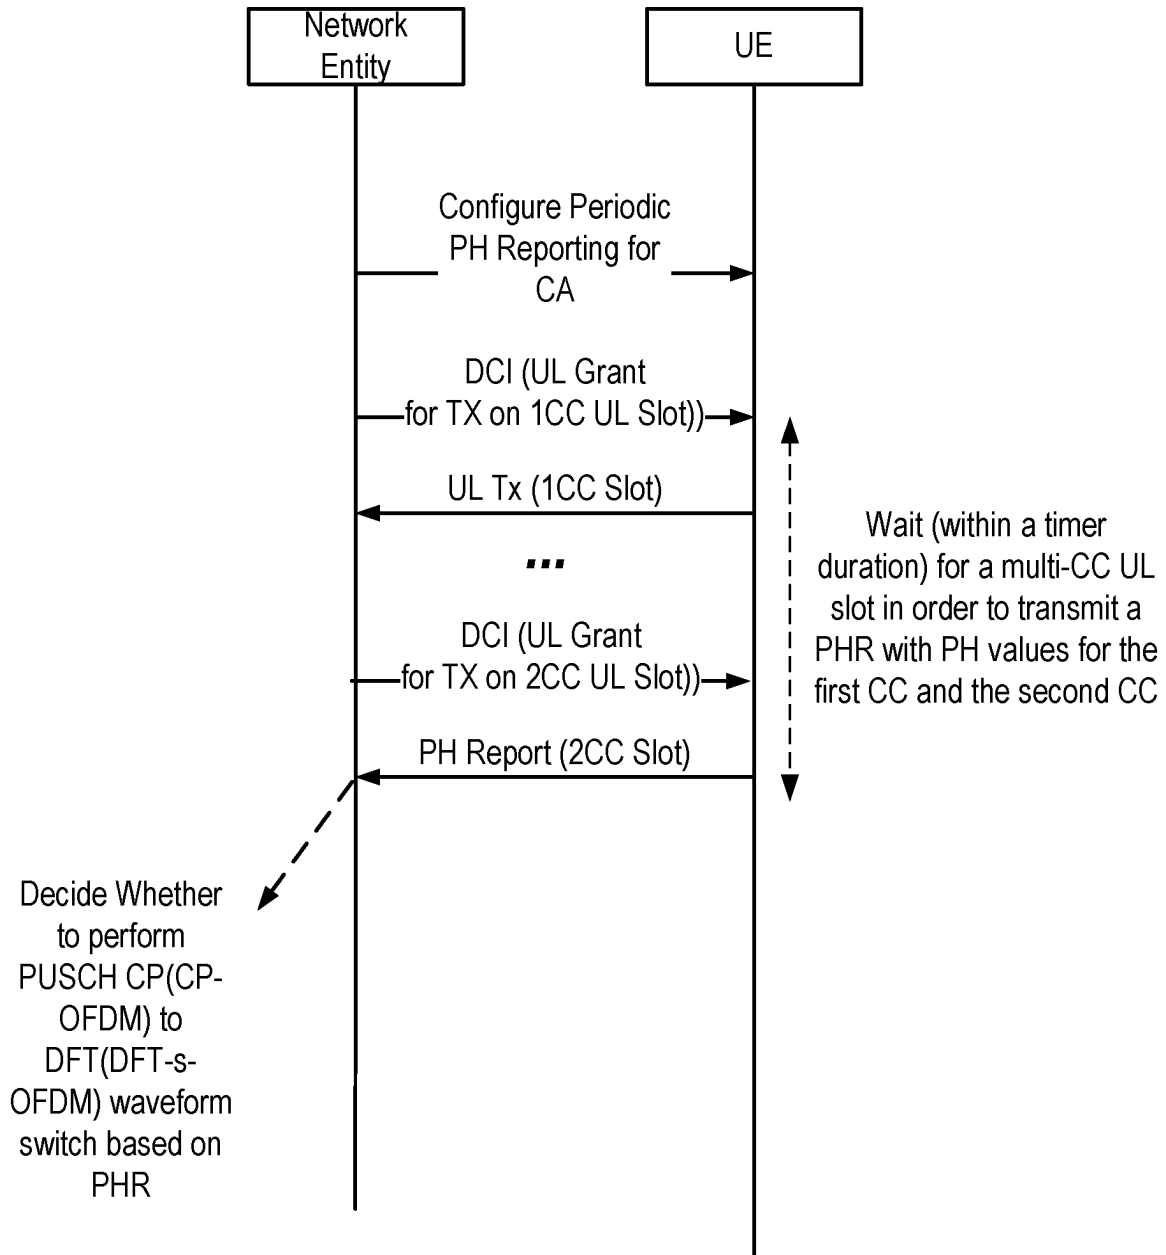 Network
Entity
UE
Configure Periodic
PH Reporting for
CA
DCI (UL Grant
for TX on 1CC UL Slot))
UL Tx (1CC Slot)
...
Wait (within a timer
duration) for a multi-CC UL
slot in order to transmit a
PHR with PH values for the
first CC and the second CC
DCI (UL Grant
for TX on 2CC UL Slot))
PH Report (2CC Slot)
Decide Whether
to perform
PUSCH CP(CP-
OFDM) to
DFT(DFT-s-
OFDM) waveform
switch based on
PHR